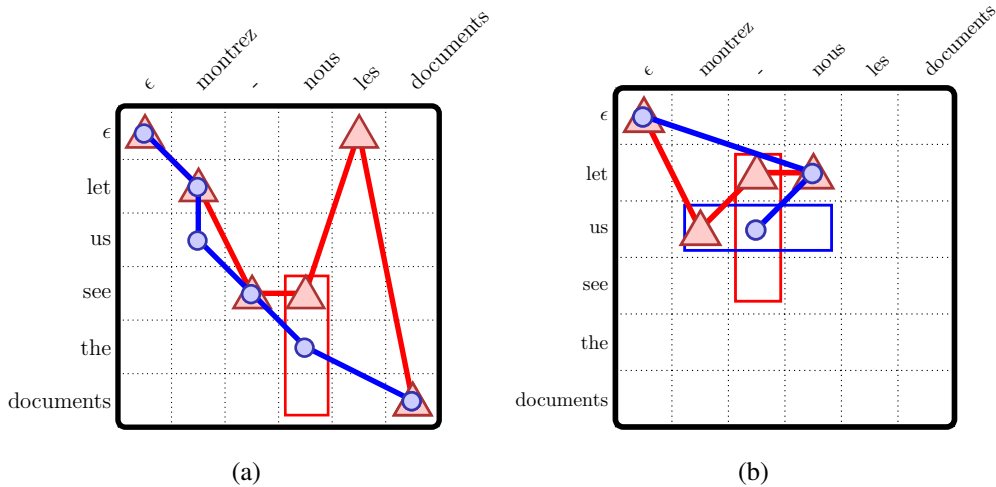 ϵ montrez - nous les documents
ϵ
let
us
see
the
documents
(a)
ϵ montrez - nous les documents
ϵ
let
us
see
the
documents
(b)